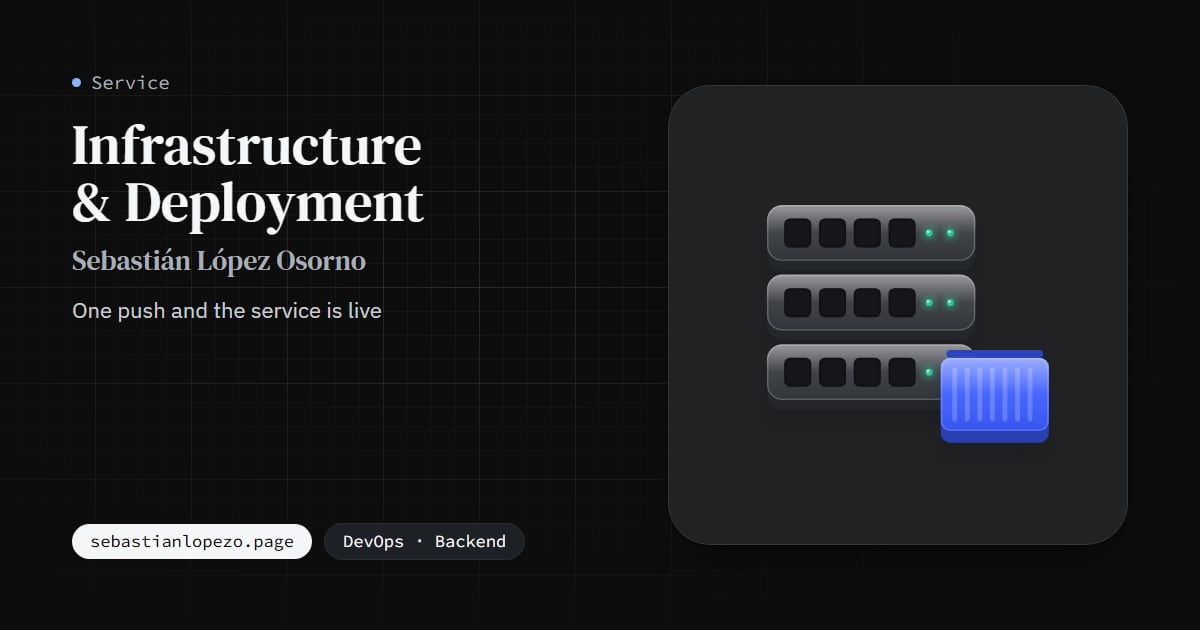 Service
Infrastructure
& Deployment
Sebastián López Osorno
One push and the service is live
sebastianlopezo.page
DevOps · Backend